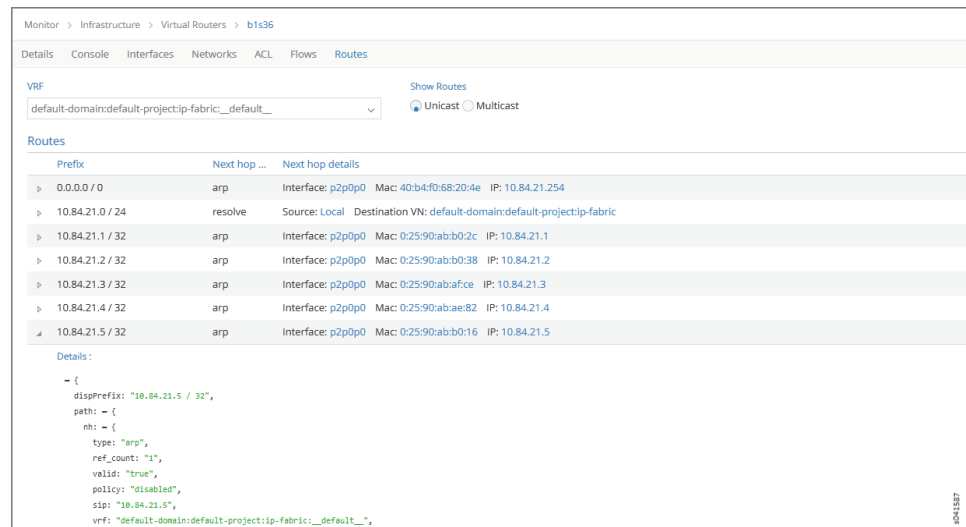 Monitor > Infrastructure > Virtual Routers > b1s36
Details Console Interfaces Networks ACL Flows Routes
VRF Show Routes
default-domain:default-project:ip-fabric:__default__ Unicast Multicast
Routes
Prefix Next hop ... Next hop details
0.0.0.0 / 0 arp Interface: p2p0p0 Mac: 40:b4:f0:68:20:4e IP: 10.84.21.254
10.84.21.0 / 24 resolve Source: Local Destination VN: default-domain:default-project:ip-fabric
10.84.21.1 / 32 arp Interface: p2p0p0 Mac: 0:25:90:ab:b0:2c IP: 10.84.21.1
10.84.21.2 / 32 arp Interface: p2p0p0 Mac: 0:25:90:ab:b0:38 IP: 10.84.21.2
10.84.21.3 / 32 arp Interface: p2p0p0 Mac: 0:25:90:ab:af:ce IP: 10.84.21.3
10.84.21.4 / 32 arp Interface: p2p0p0 Mac: 0:25:90:ab:ae:82 IP: 10.84.21.4
10.84.21.5 / 32 arp Interface: p2p0p0 Mac: 0:25:90:ab:b0:16 IP: 10.84.21.5
Details :
– {
dispPrefix: "10.84.21.5 / 32",
path: – {
nh: – {
type: "arp",
ref_count: "1",
valid: "true",
policy: "disabled",
sip: "10.84.21.5",
vrf: "default-domain:default-project:ip-fabric:__default__",
s041587